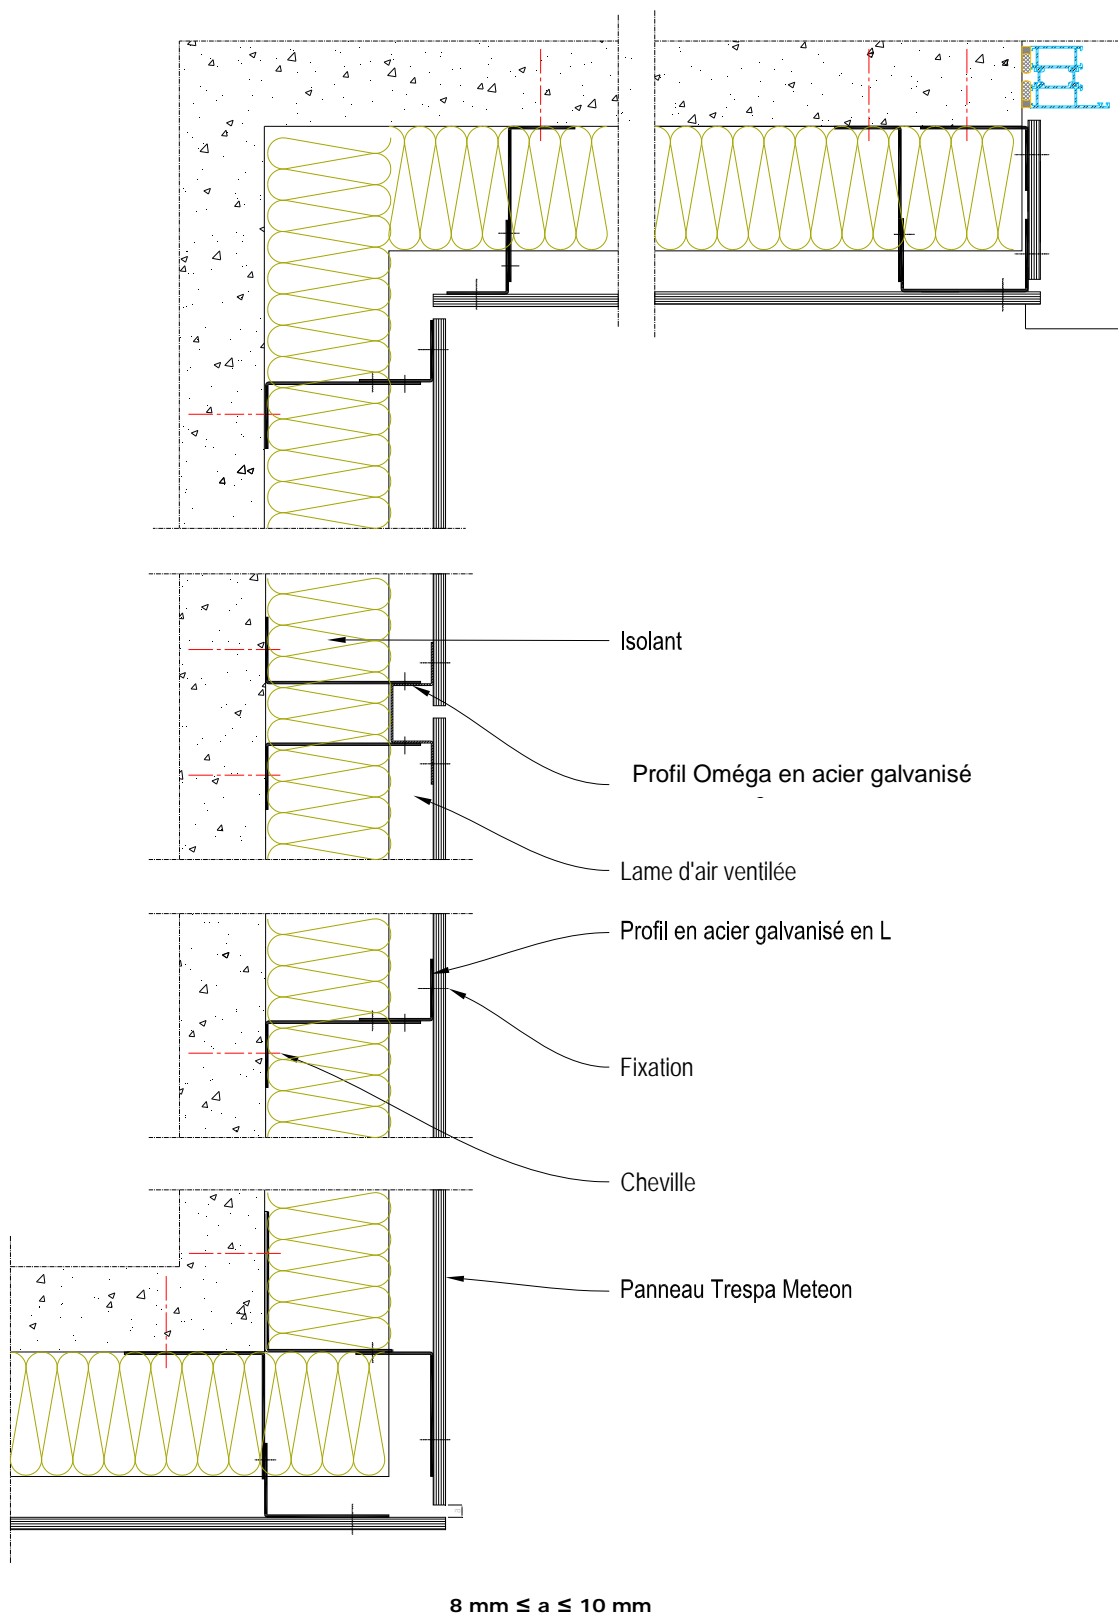 Isolant
Profil Oméga en acier galvanisé
Lame d'air ventilée
Profil en acier galvanisé en L
Fixation
Cheville
Panneau Trespa Meteon
a
8 mm ≤ a ≤ 10 mm